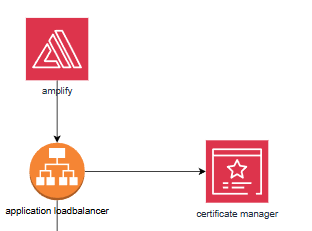 amplify
application loadbalancer
certificate manager